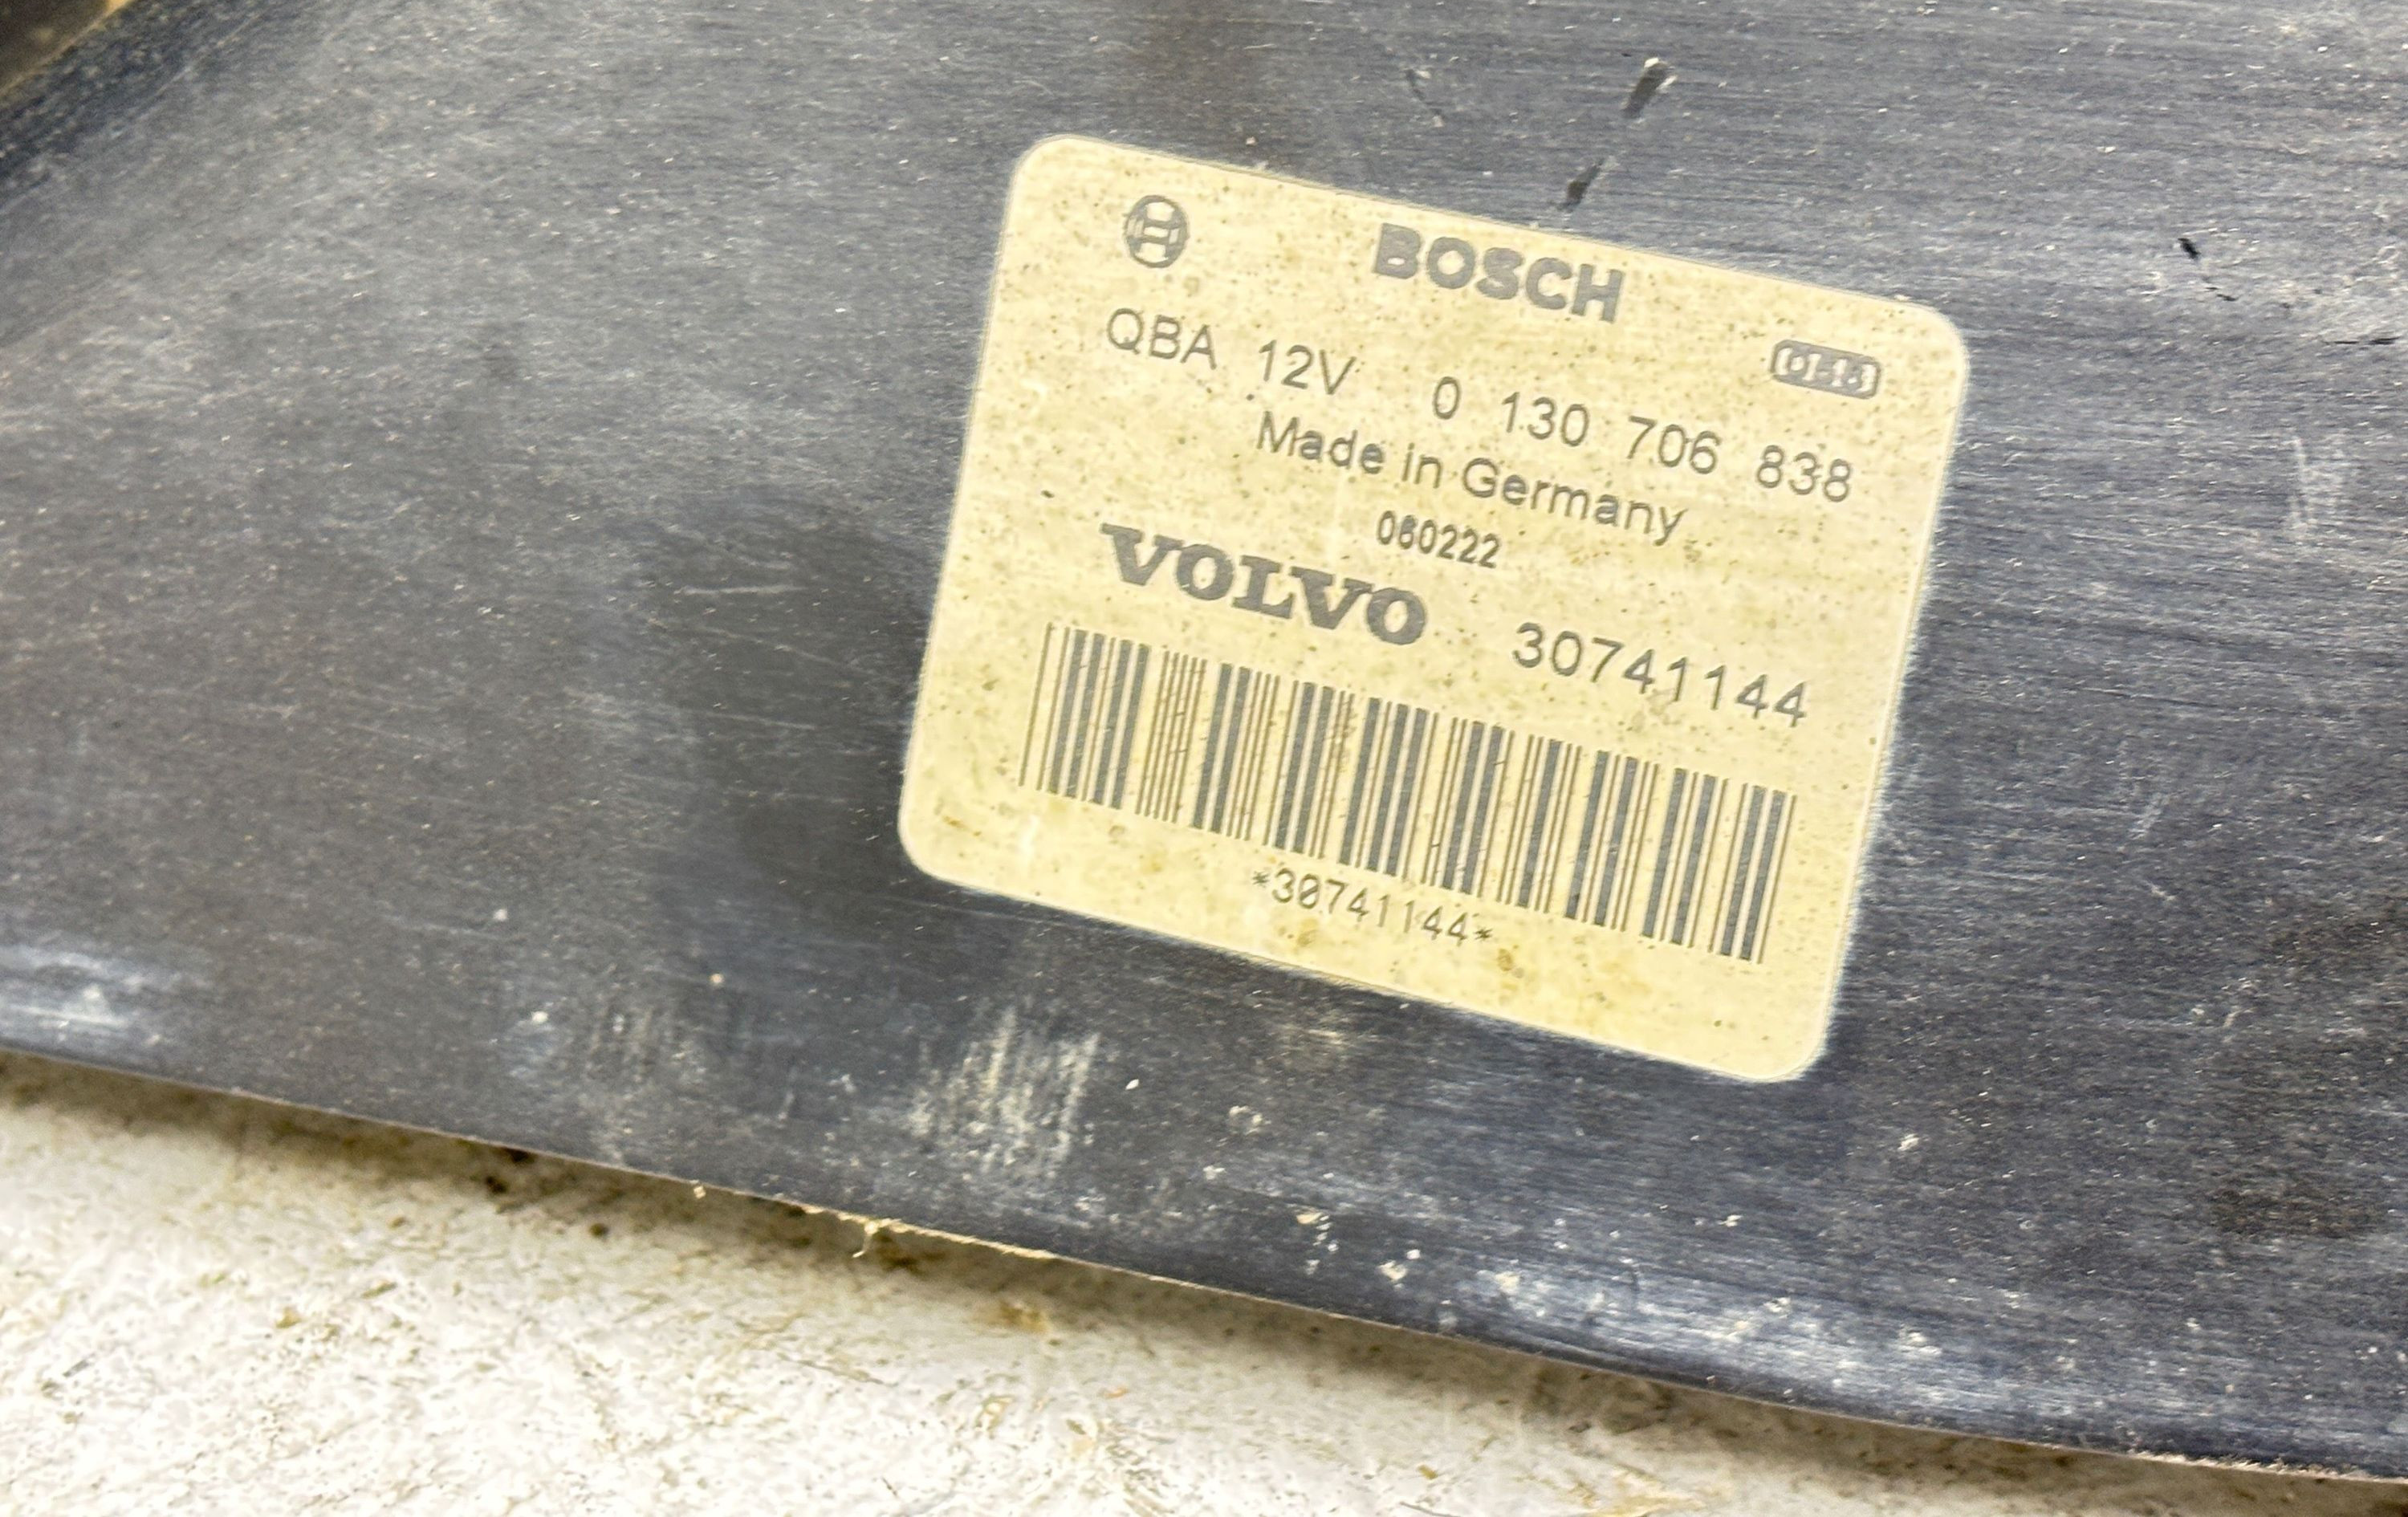 BOSCH
QBA 12V 0 130 706 838
Made in Germany
060222
VOLVO 30741144
*30741144*